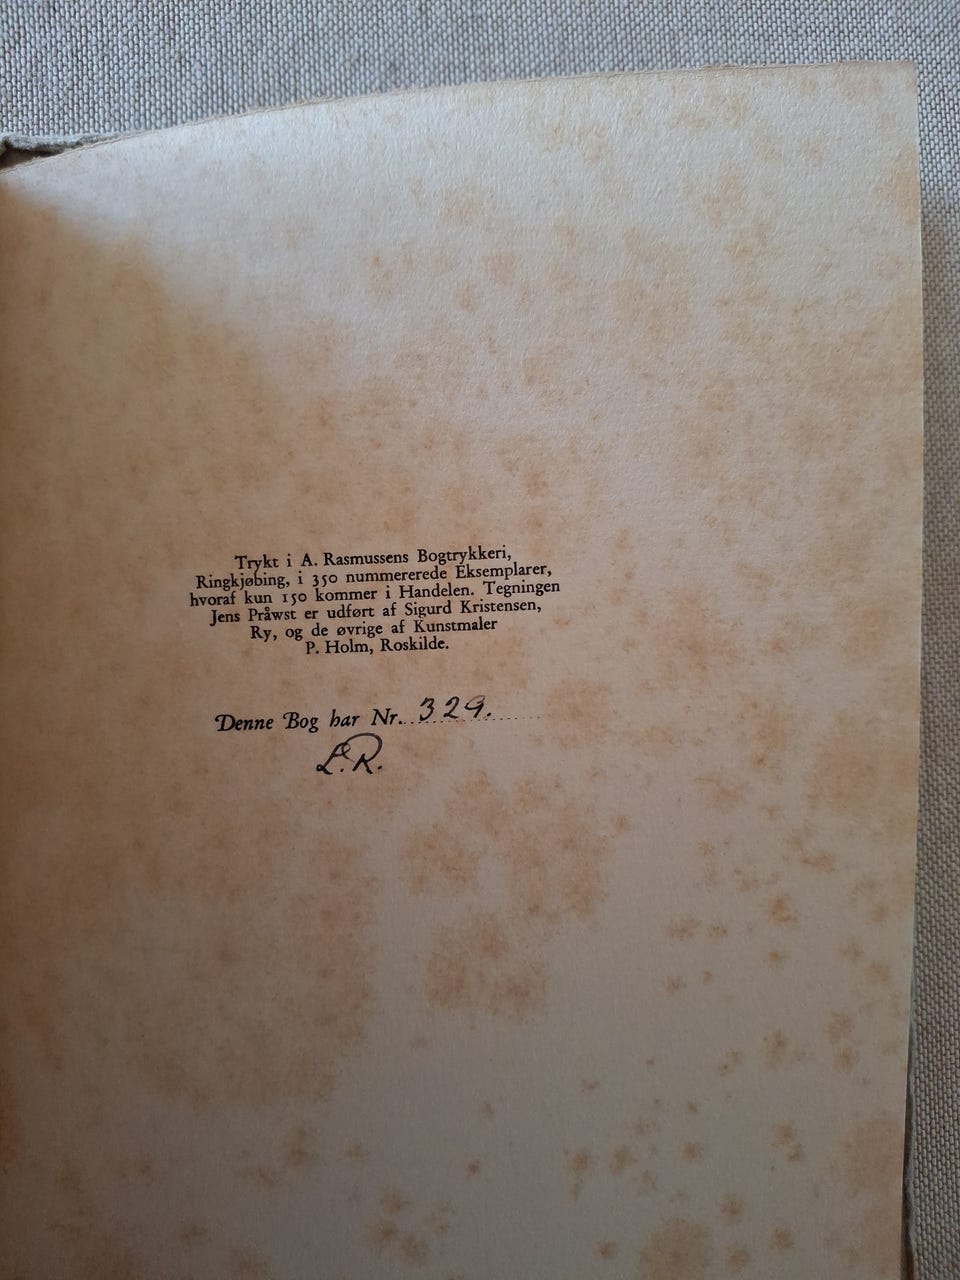 Trykt i A. Rasmussens Bogtrykkeri,
Ringkjøbing, i 350 nummererede Eksemplarer,
hvoraf kun 150 kommer i Handelen. Tegningen
Jens Pråwst er udført af Sigurd Kristensen,
Ry, og de øvrige af Kunstmaler
P. Holm, Roskilde.
Denne Bog har Nr. 329.
L.R.